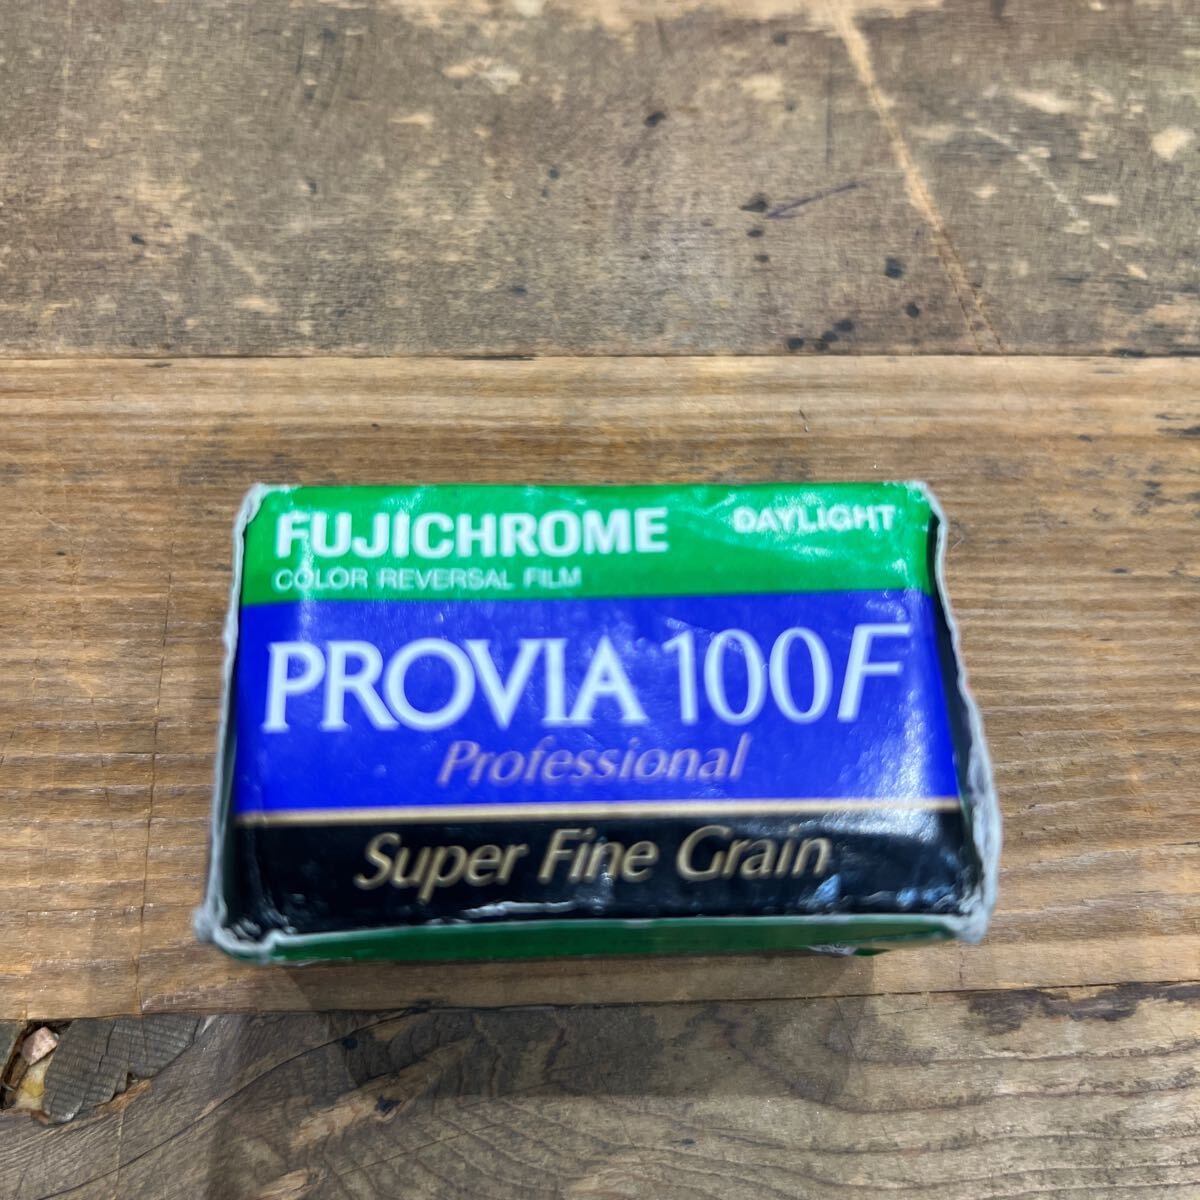 FUJICHROME DAYLIGHT
COLOR REVERSAL FILM
PROVIA 100F
Professional
Super Fine Grain